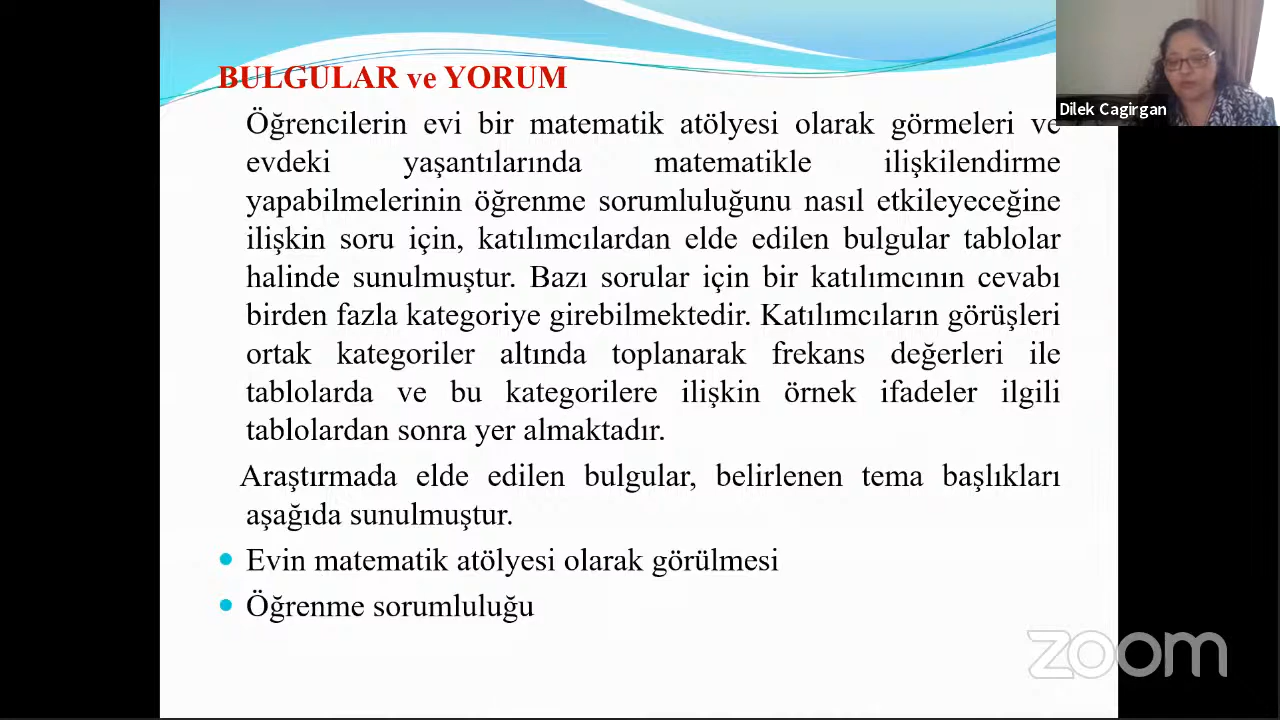 BULGULAR ve YORUM
Öğrencilerin evi bir matematik atölyesi olarak görmeleri ve
evdeki yaşantılarında matematikle ilişkilendirme
yapabilmelerinin öğrenme sorumluluğunu nasıl etkileyeceğine
ilişkin soru için, katılımcılardan elde edilen bulgular tablolar
halinde sunulmuştur. Bazı sorular için bir katılımcının cevabı
birden fazla kategoriye girebilmektedir. Katılımcıların görüşleri
ortak kategoriler altında toplanarak frekans değerleri ile
tablolarda ve bu kategorilere ilişkin örnek ifadeler ilgili
tablolardan sonra yer almaktadır.
Araştırmada elde edilen bulgular, belirlenen tema başlıkları
aşağıda sunulmuştur.
Evin matematik atölyesi olarak görülmesi
Öğrenme sorumluluğu
Dilek Cagirgan
zoom